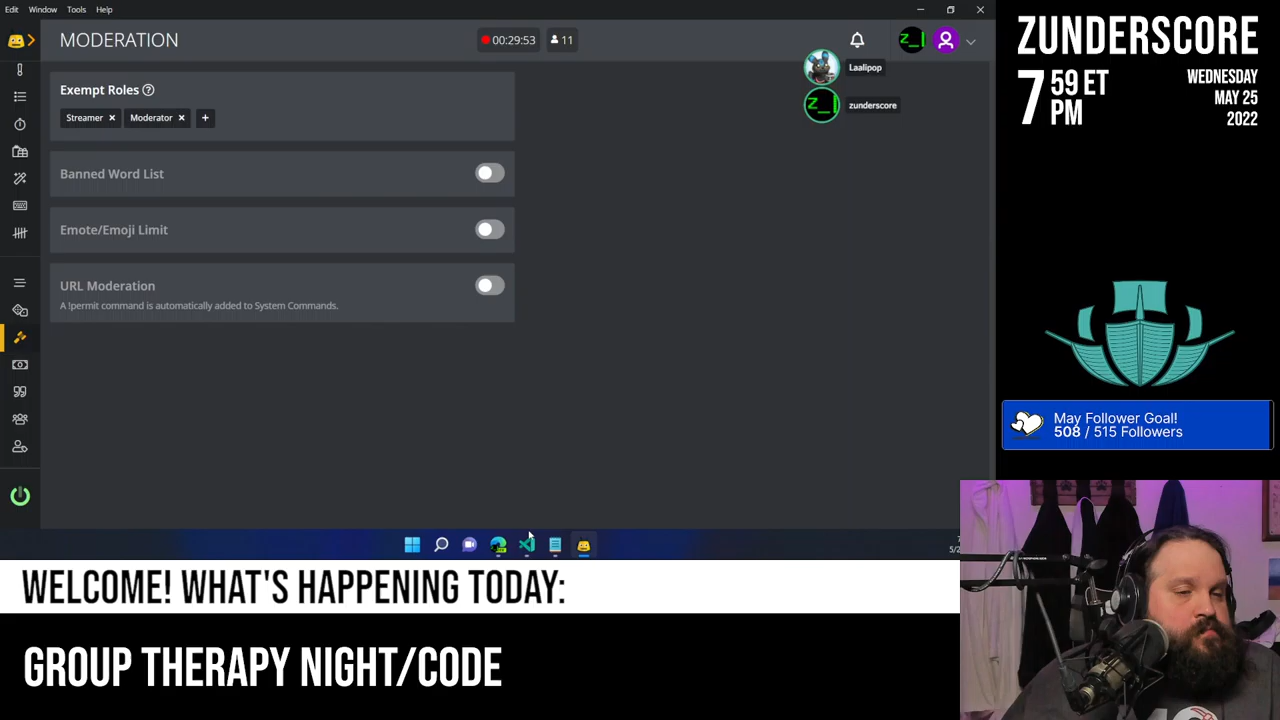 Edit Window Tools Help
MODERATION
00:29:53
11
Laalipop
zunderscore
Exempt Roles
Streamer
Moderator
Banned Word List
Emote/Emoji Limit
URL Moderation
A !permit command is automatically added to System Commands.
ZUNDERSCORE
7 59 ET PM
WEDNESDAY
MAY 25
2022
May Follower Goal!
508 / 515 Followers
WELCOME! WHAT'S HAPPENING TODAY:
GROUP THERAPY NIGHT/CODE